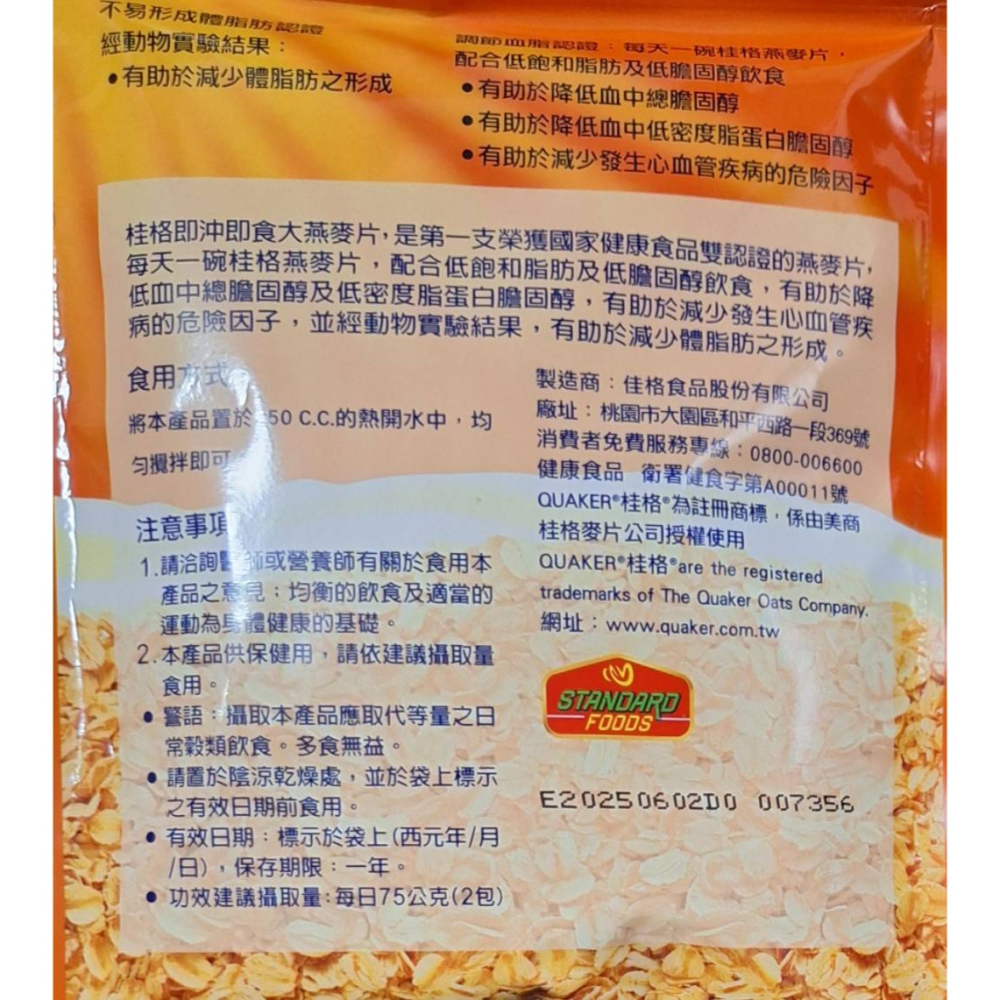 不易形成體脂肪認證
經動物實驗結果：
•有助於減少體脂肪之形成
調節血脂認證：每天一碗桂格燕麥片，
配合低飽和脂肪及低膽固醇飲食
•有助於降低血中總膽固醇
•有助於降低血中低密度脂蛋白膽固醇
•有助於減少發生心血管疾病的危險因子
桂格即沖即食大燕麥片，是第一支榮獲國家健康食品雙認證的燕麥片，
每天一碗桂格燕麥片，配合低飽和脂肪及低膽固醇飲食，有助於降
低血中總膽固醇及低密度脂蛋白膽固醇，有助於減少發生心血管疾
病的危險因子，並經動物實驗結果，有助於減少體脂肪之形成。
食用方式
將本產品置於 50 C.C.的熱開水中，均
勻攪拌即可
注意事項
1.請洽詢醫師或營養師有關於食用本
產品之意見；均衡的飲食及適當的
運動為身體健康的基礎。
2.本產品供保健用，請依建議攝取量
食用。
•警語：攝取本產品應取代等量之日
常穀類飲食。多食無益。
•請置於陰涼乾燥處，並於袋上標示
之有效日期前食用。
•有效日期：標示於袋上(西元年/月
/日)，保存期限：一年。
•功效建議攝取量：每日75公克(2包)
製造商：佳格食品股份有限公司
廠址：桃園市大園區和平西路一段369號
消費者免費服務專線：0800-006600
健康食品 衛署健食字第A00011號
QUAKER®桂格®為註冊商標，係由美商
桂格麥片公司授權使用
QUAKER®桂格®are the registered
trademarks of The Quaker Oats Company.
網址：www.quaker.com.tw
STANDARD
FOODS
E20250602D0 007356